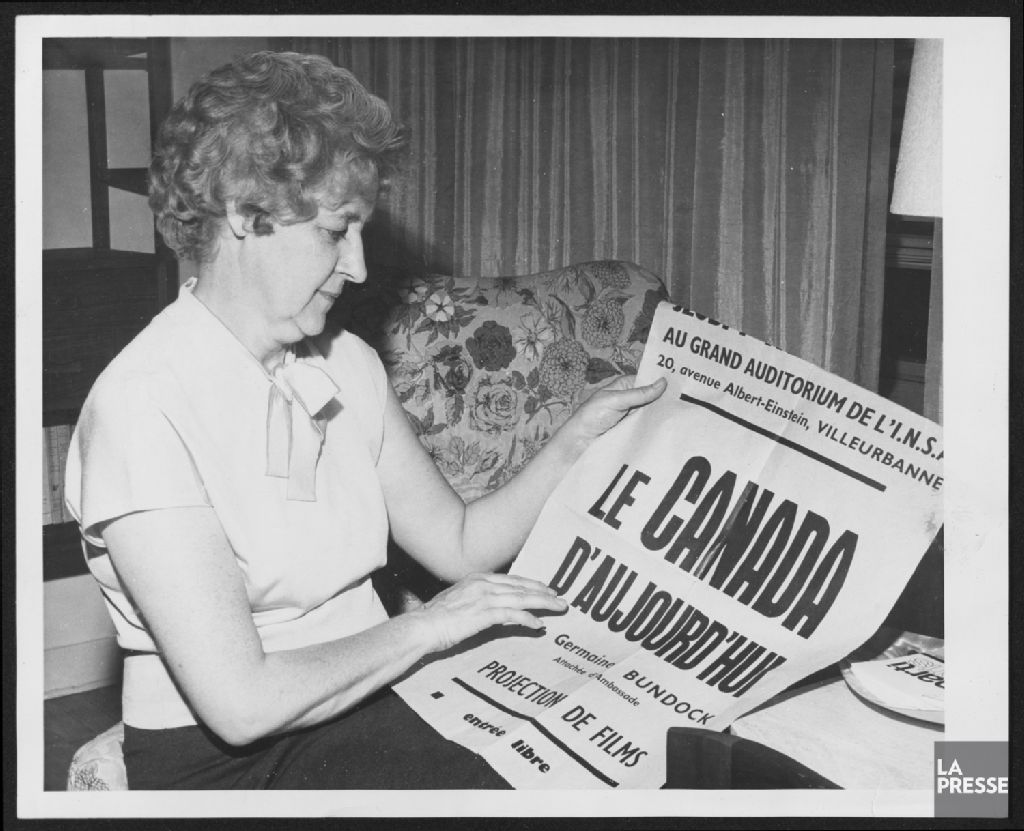 AU GRAND AUDITORIUM DE L'I.N.S.A
20, avenue Albert-Einstein, VILLEURBANNE
LE CANADA
D'AUJOURD'HUI
Germaine BUNDOCK
Attachée d'Ambassade
PROJECTION DE FILMS
entrée libre
LA
PRESSE